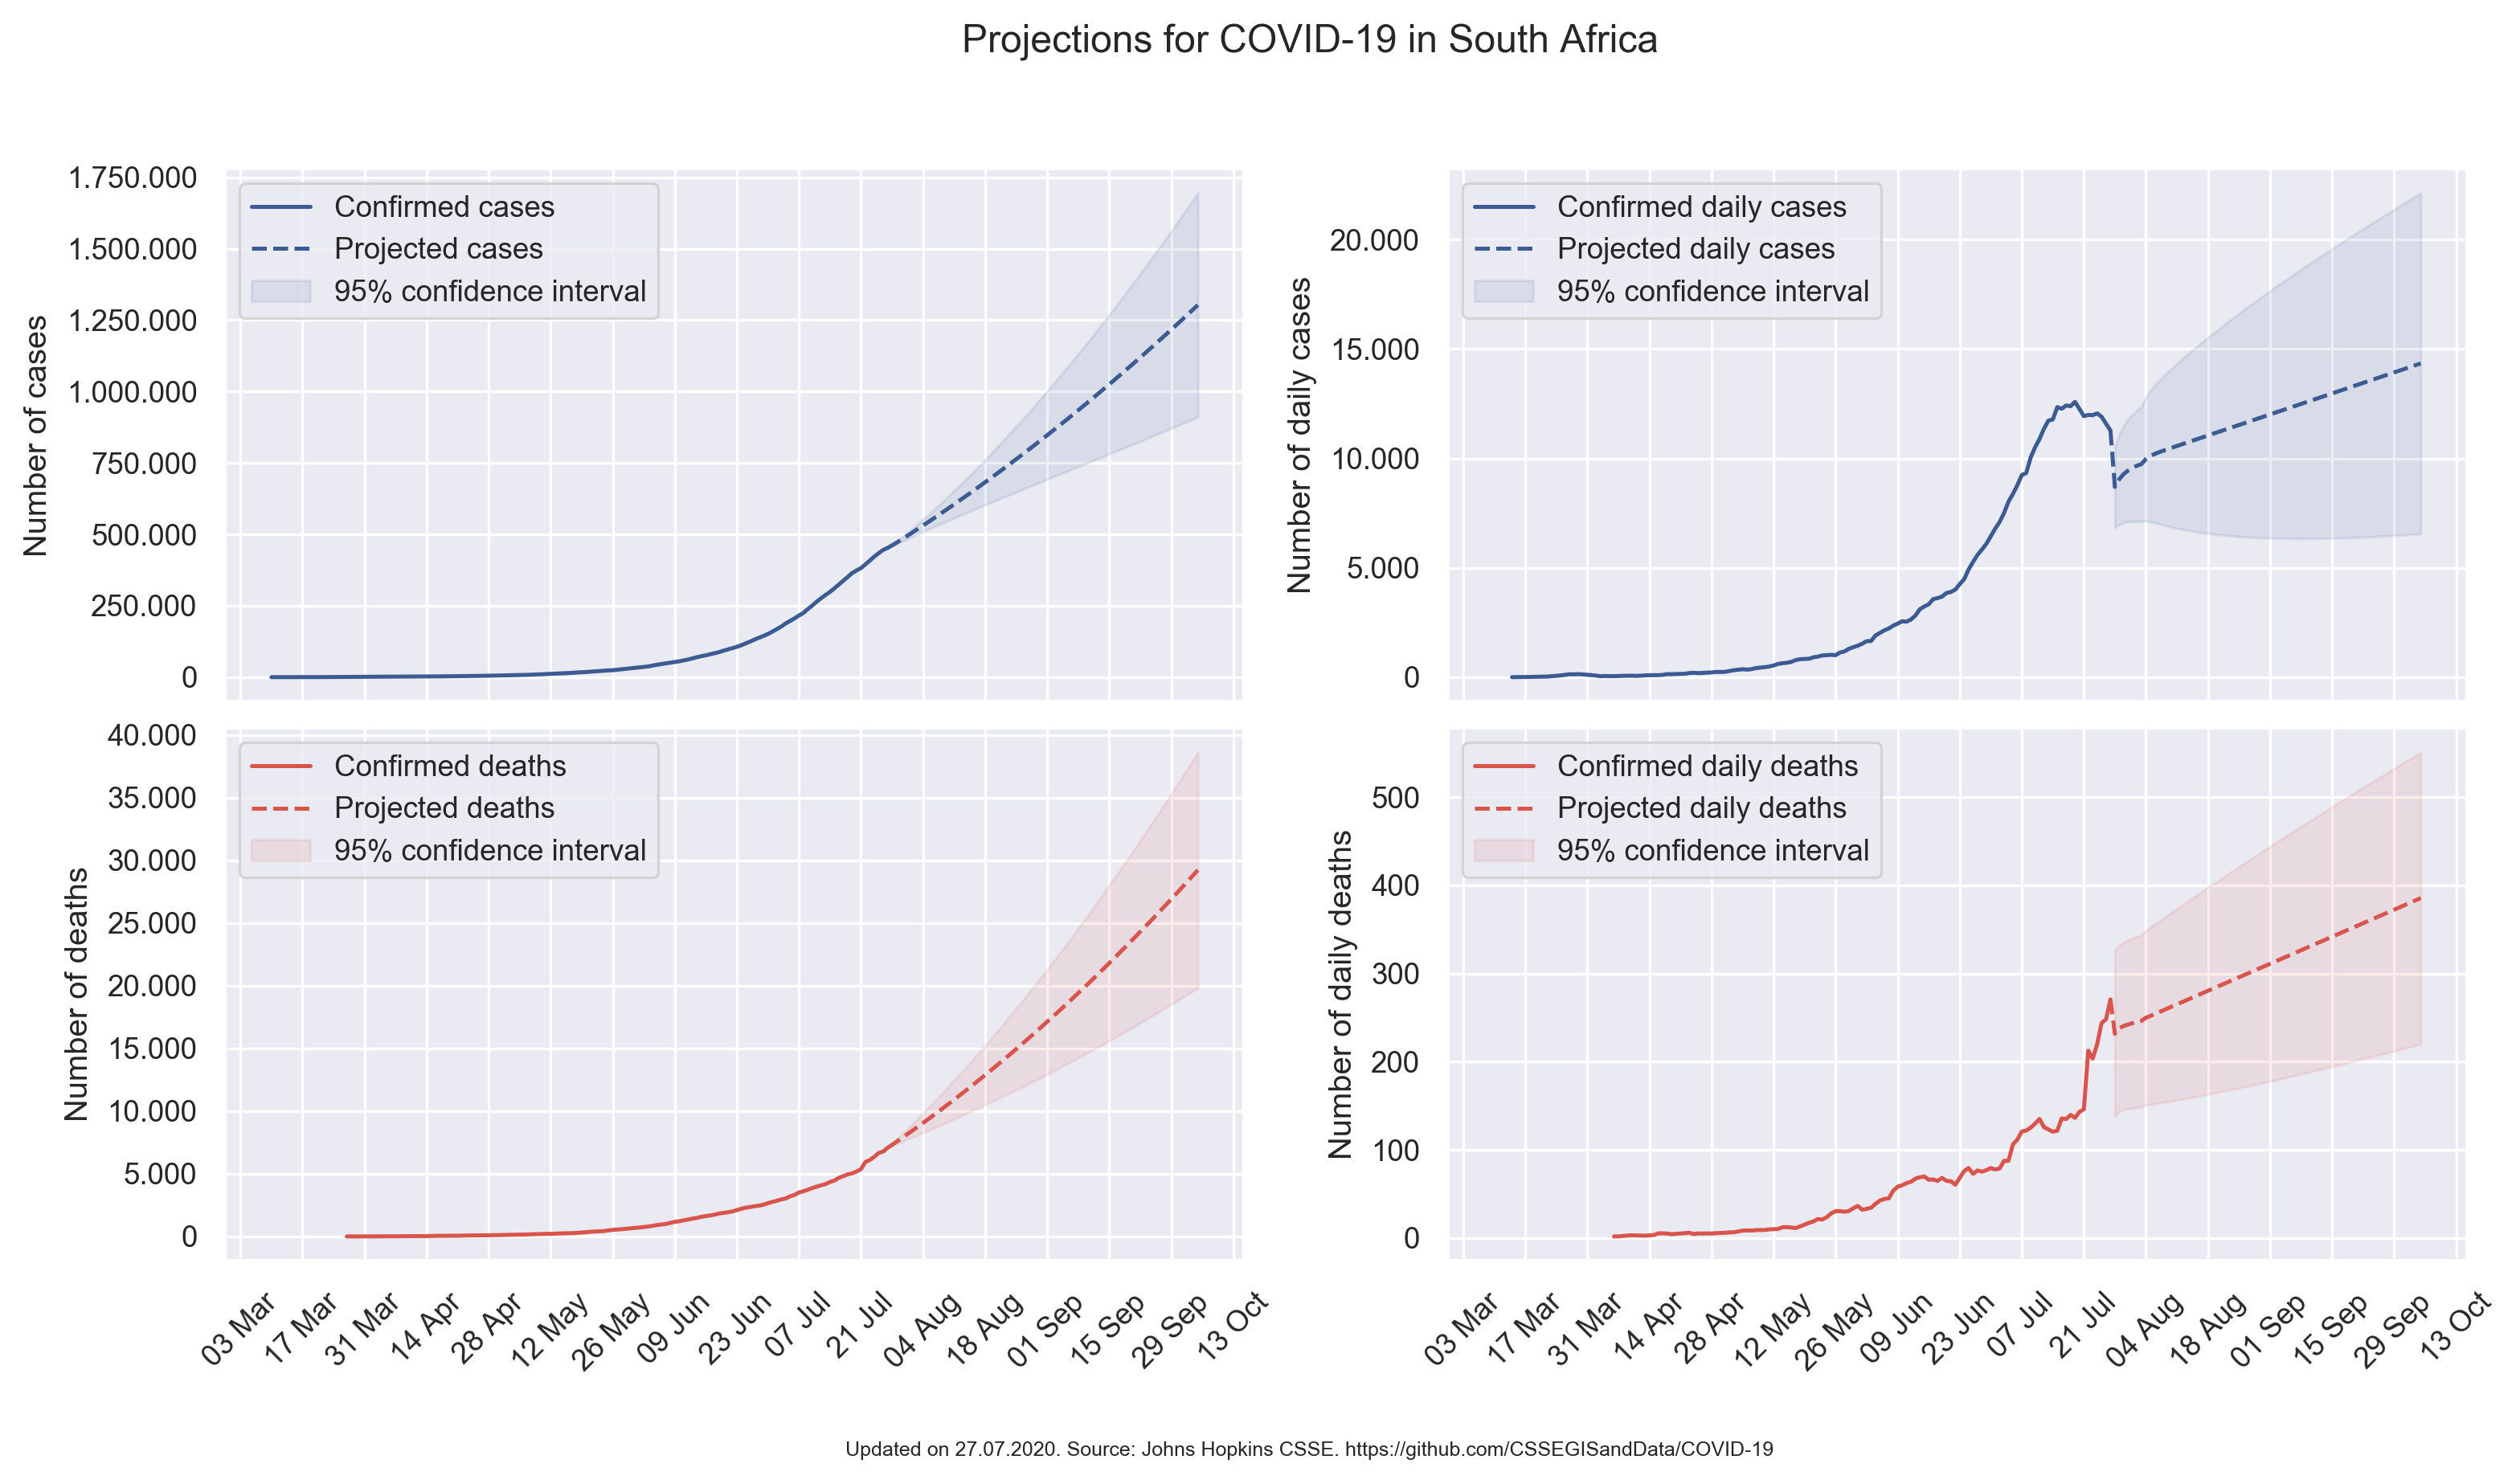 Projections for COVID-19 in South Africa
Number of cases
1.750.000
1.500.000
1.250.000
1.000.000
750.000
500.000
250.000
0
Confirmed cases
Projected cases
95% confidence interval
Number of daily cases
20.000
15.000
10.000
5.000
0
Confirmed daily cases
Projected daily cases
95% confidence interval
Number of deaths
40.000
35.000
30.000
25.000
20.000
15.000
10.000
5.000
0
Confirmed deaths
Projected deaths
95% confidence interval
03 Mar
17 Mar
31 Mar
14 Apr
28 Apr
12 May
26 May
09 Jun
23 Jun
07 Jul
21 Jul
04 Aug
18 Aug
01 Sep
15 Sep
29 Sep
13 Oct
Number of daily deaths
500
400
300
200
100
0
Confirmed daily deaths
Projected daily deaths
95% confidence interval
03 Mar
17 Mar
31 Mar
14 Apr
28 Apr
12 May
26 May
09 Jun
23 Jun
07 Jul
21 Jul
04 Aug
18 Aug
01 Sep
15 Sep
29 Sep
13 Oct
Updated on 27.07.2020. Source: Johns Hopkins CSSE. https://github.com/CSSEGISandData/COVID-19